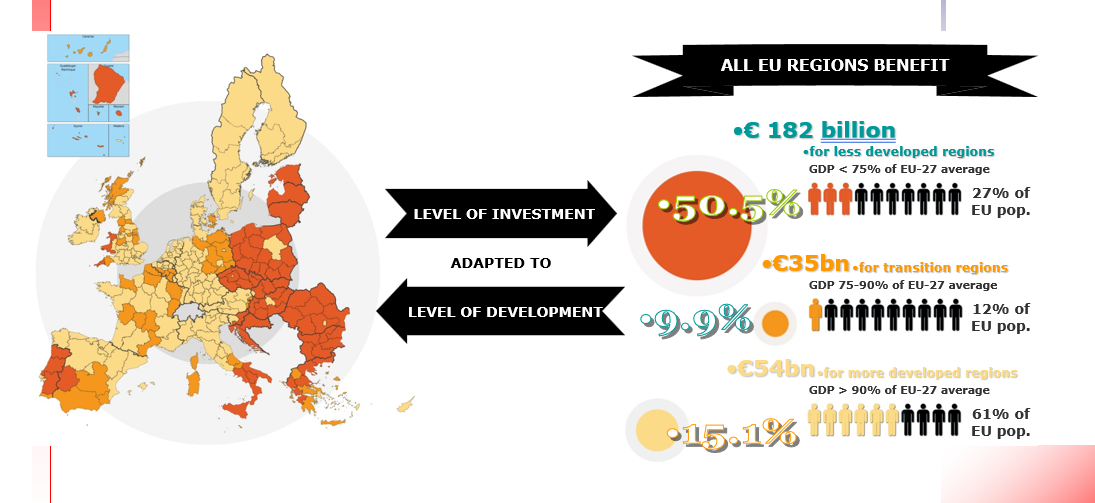 ALL EU REGIONS BENEFIT
•€ 182 billion
•for less developed regions
GDP < 75% of EU-27 average
•50.5%
27% of
EU pop.
LEVEL OF INVESTMENT
ADAPTED TO
LEVEL OF DEVELOPMENT
•€35bn •for transition regions
GDP 75-90% of EU-27 average
•9.9%
12% of
EU pop.
•€54bn •for more developed regions
GDP > 90% of EU-27 average
•15.1%
61% of
EU pop.